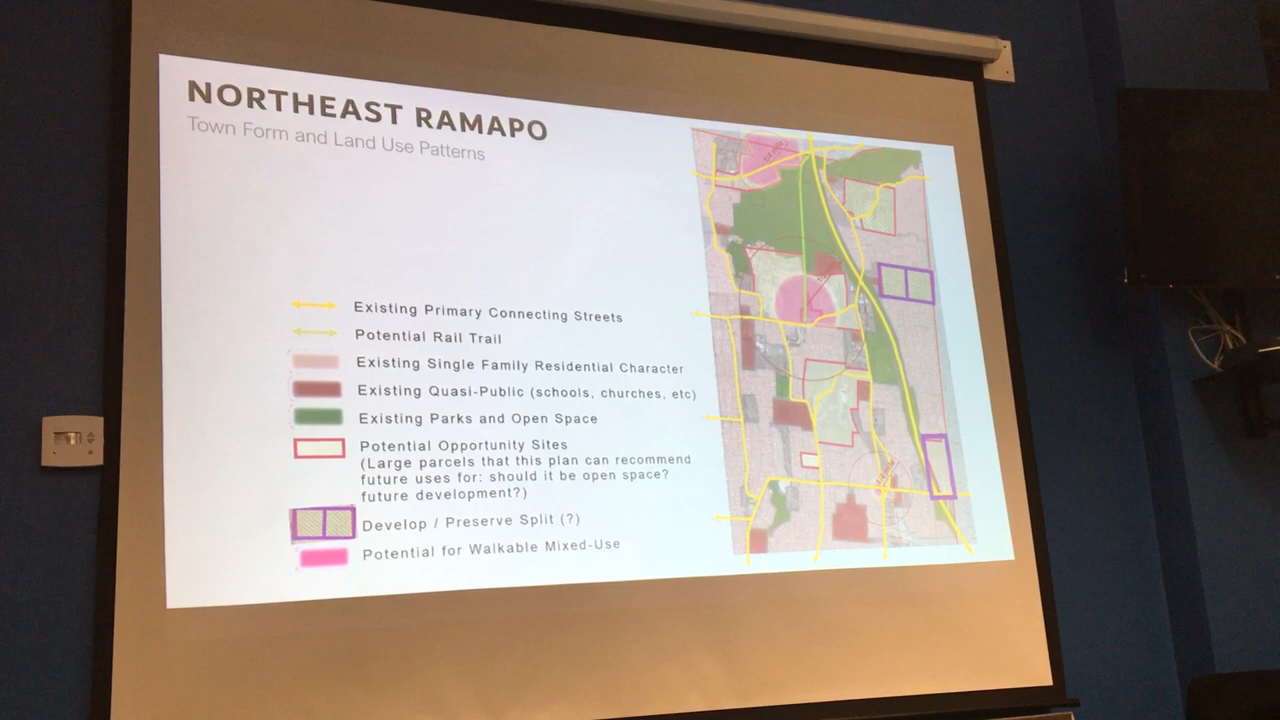 NORTHEAST RAMAPO
Town Form and Land Use Patterns
Existing Primary Connecting Streets
Potential Rail Trail
Existing Single Family Residential Character
Existing Quasi-Public (schools, churches, etc)
Existing Parks and Open Space
Potential Opportunity Sites
(Large parcels that this plan can recommend
future uses for: should it be open space?
future development?)
Develop / Preserve Split (?)
Potential for Walkable Mixed-Use